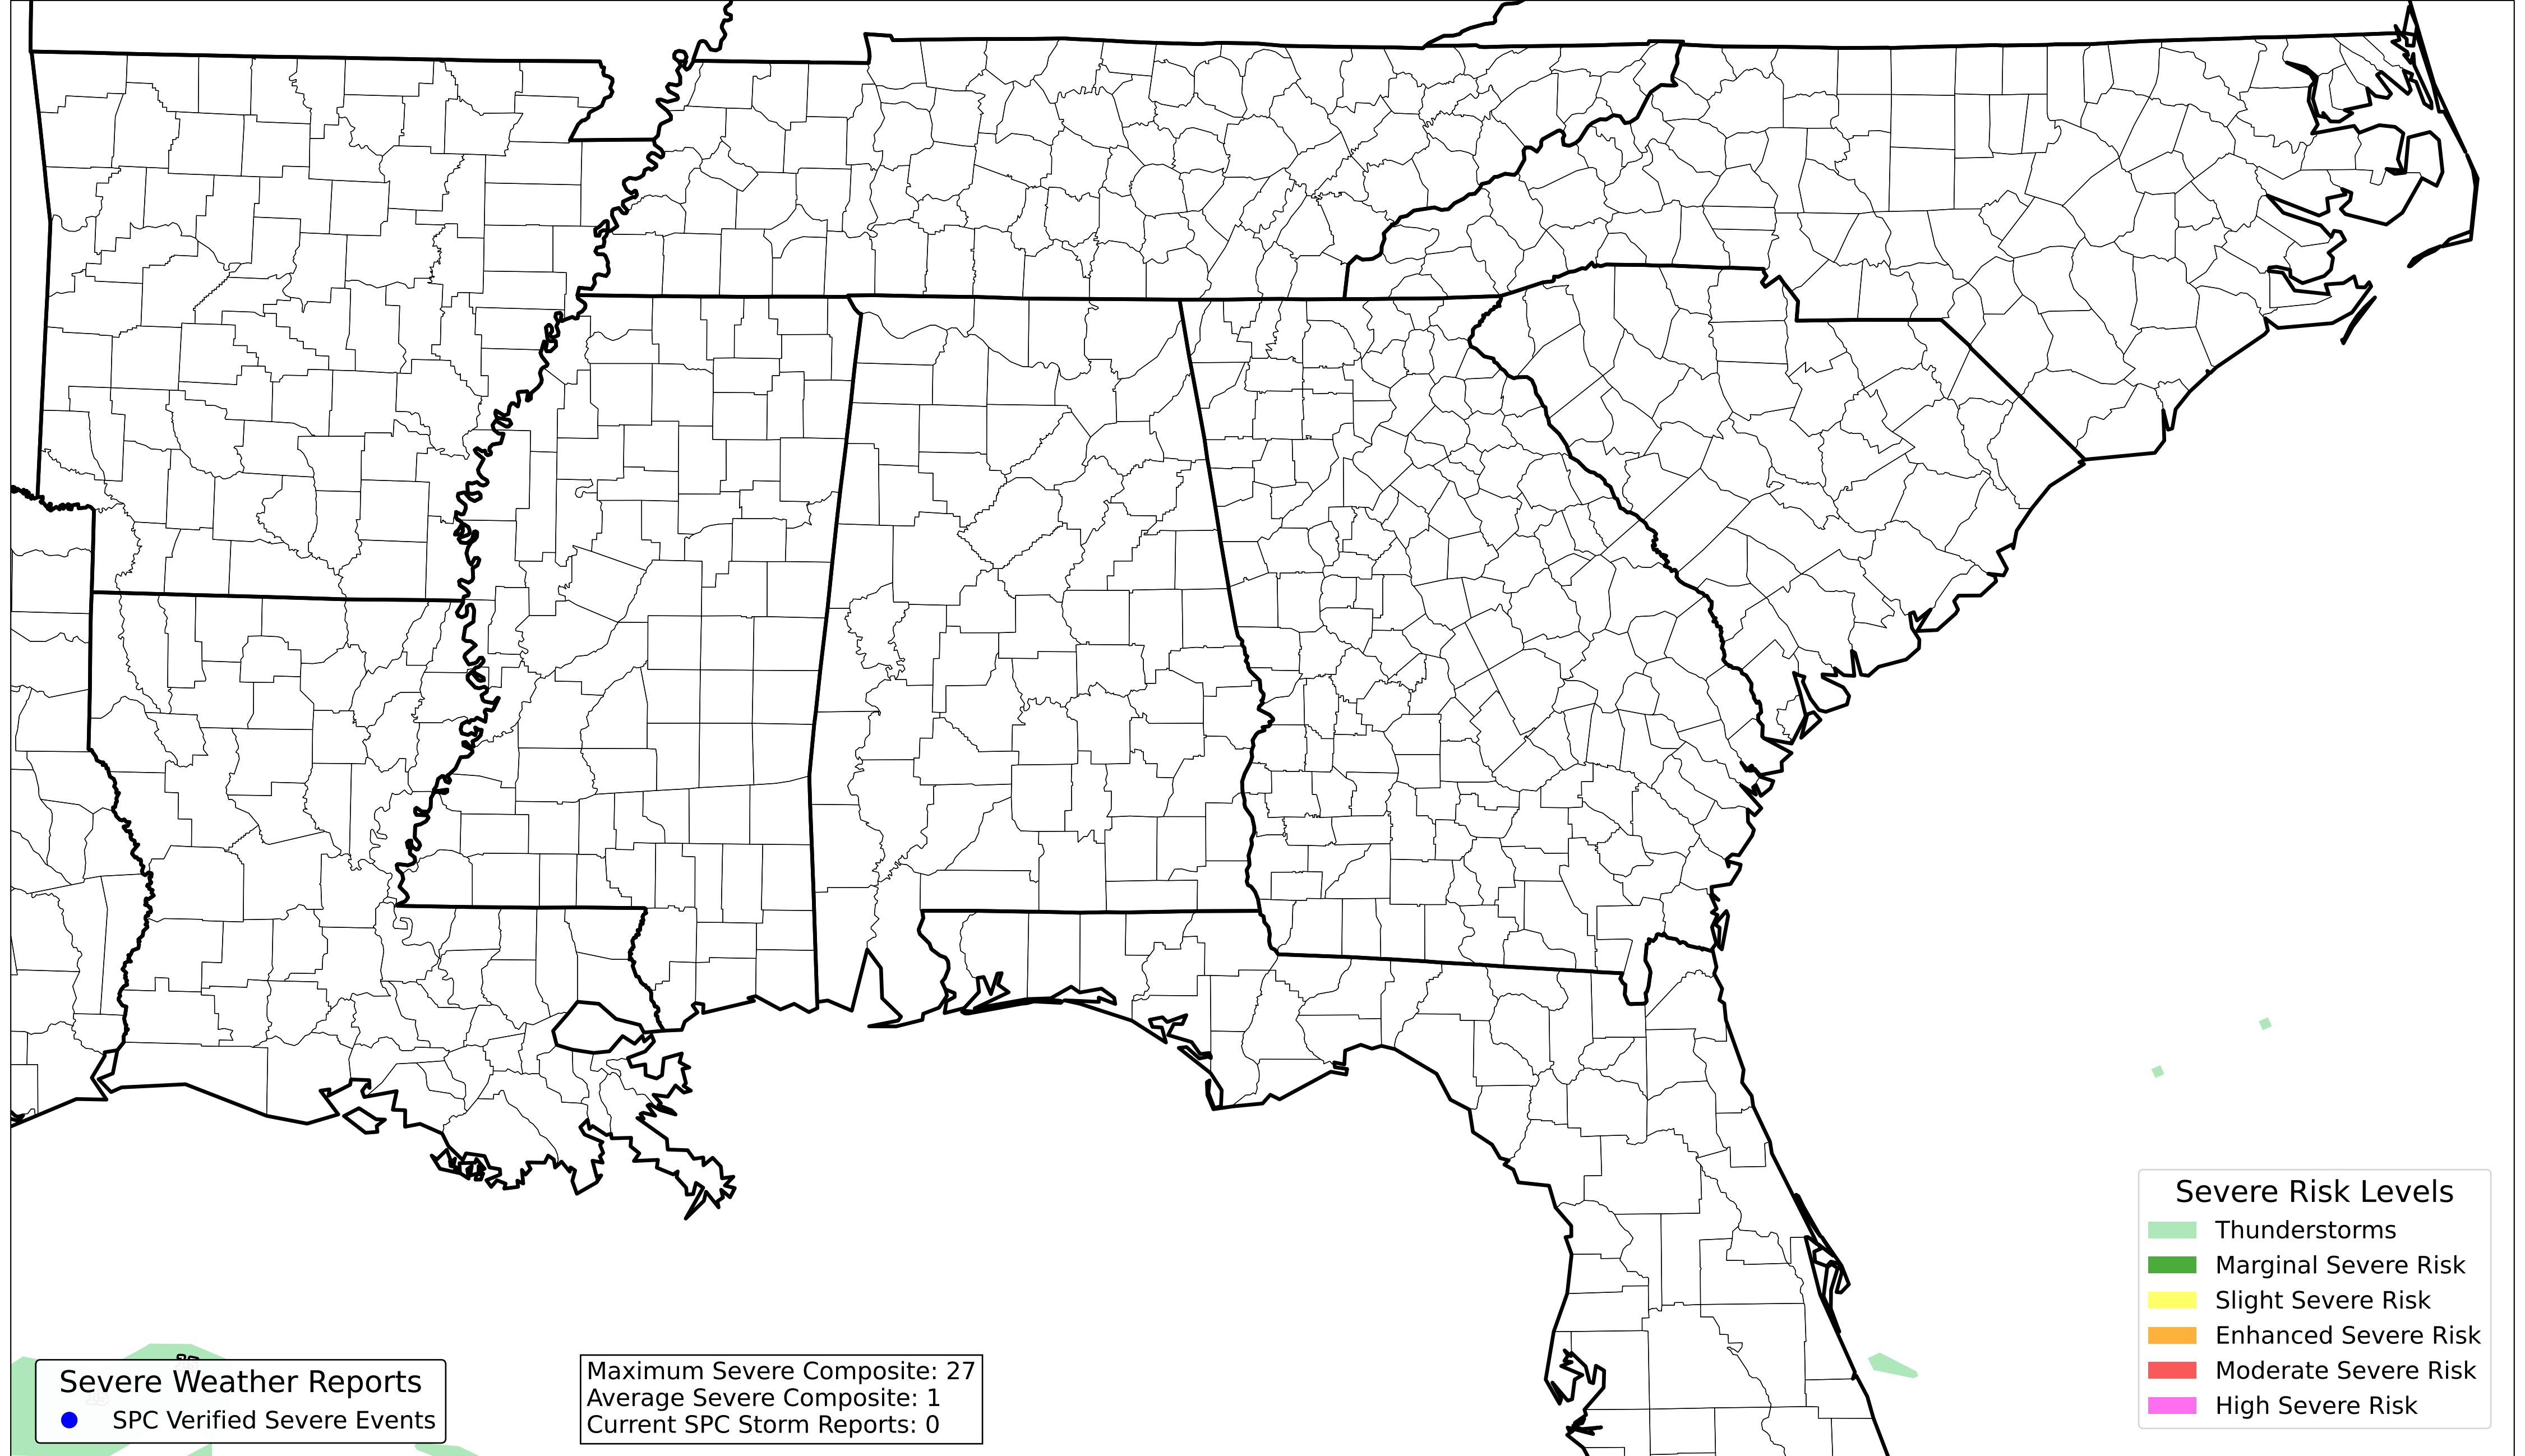 Severe Risk Levels
Thunderstorms
Marginal Severe Risk
Slight Severe Risk
Enhanced Severe Risk
Moderate Severe Risk
High Severe Risk
Severe Weather Reports
SPC Verified Severe Events
Maximum Severe Composite: 27
Average Severe Composite: 1
Current SPC Storm Reports: 0